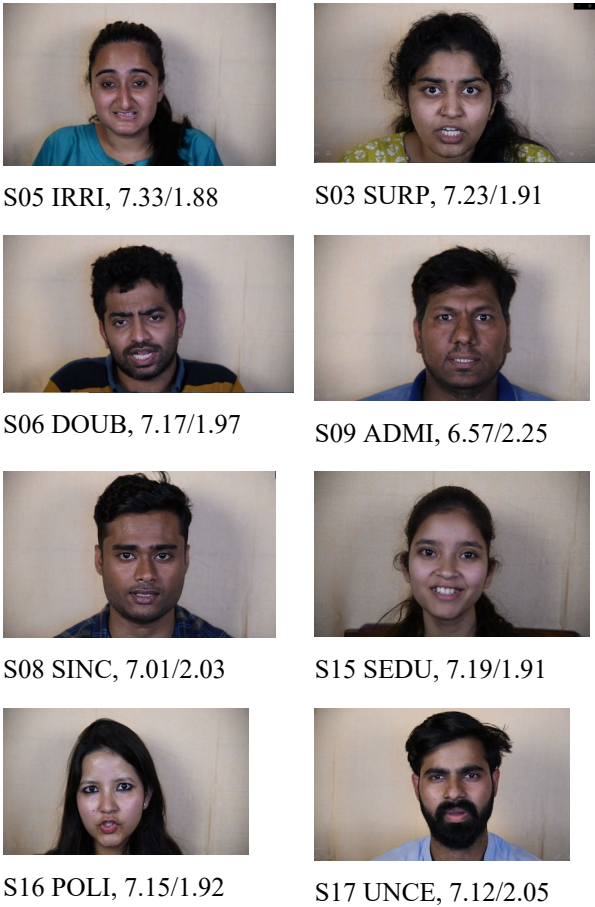 S05 IRRI, 7.33/1.88
S03 SURP, 7.23/1.91
S06 DOUB, 7.17/1.97
S09 ADMI, 6.57/2.25
S08 SINC, 7.01/2.03
S15 SEDU, 7.19/1.91
S16 POLI, 7.15/1.92
S17 UNCE, 7.12/2.05